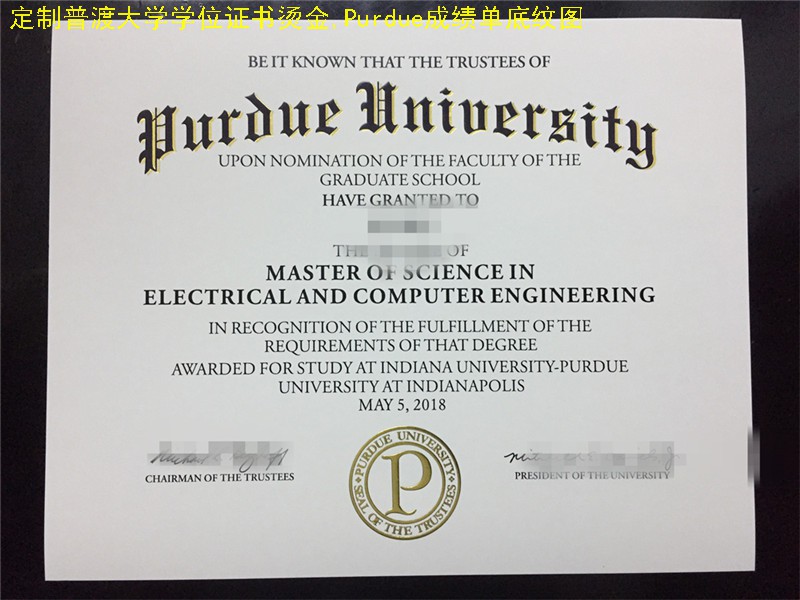 定制普渡大学学位证书烫金,Purdue成绩单底纹图
BE IT KNOWN THAT THE TRUSTEES OF
Purdue University
UPON NOMINATION OF THE FACULTY OF THE
GRADUATE SCHOOL
HAVE GRANTED TO
THE OF
MASTER OF SCIENCE IN
ELECTRICAL AND COMPUTER ENGINEERING
IN RECOGNITION OF THE FULFILLMENT OF THE
REQUIREMENTS OF THAT DEGREE
AWARDED FOR STUDY AT INDIANA UNIVERSITY-PURDUE
UNIVERSITY AT INDIANAPOLIS
MAY 5, 2018
CHAIRMAN OF THE TRUSTEES
PURDUE UNIVERSITY
P
SEAL OF THE TRUSTEES
PRESIDENT OF THE UNIVERSITY